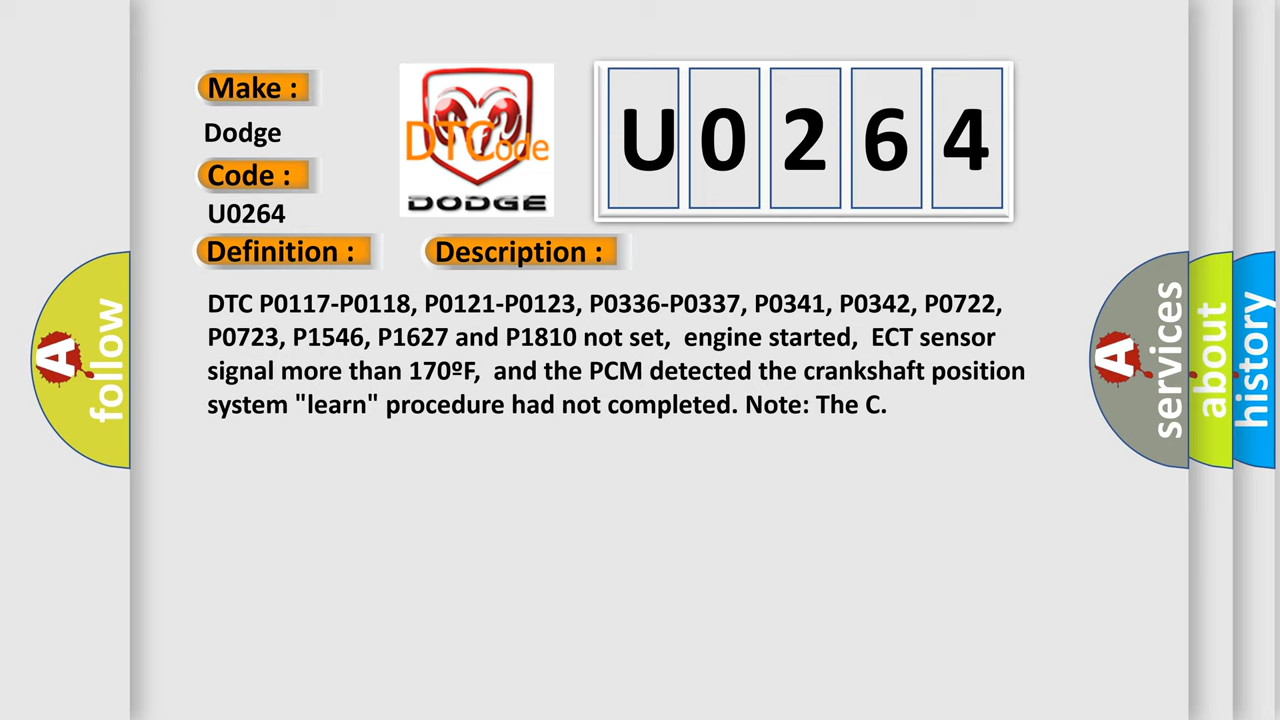 Make :
Dodge
Code :
U0264
DTC Code
DODGE
U0264
Definition :
Description :
DTC P0117-P0118, P0121-P0123, P0336-P0337, P0341, P0342, P0722,
P0723, P1546, P1627 and P1810 not set,  engine started,  ECT sensor
signal more than 170ºF,  and the PCM detected the crankshaft position
system "learn" procedure had not completed. Note: The C.
A
follow
A
services
about
history